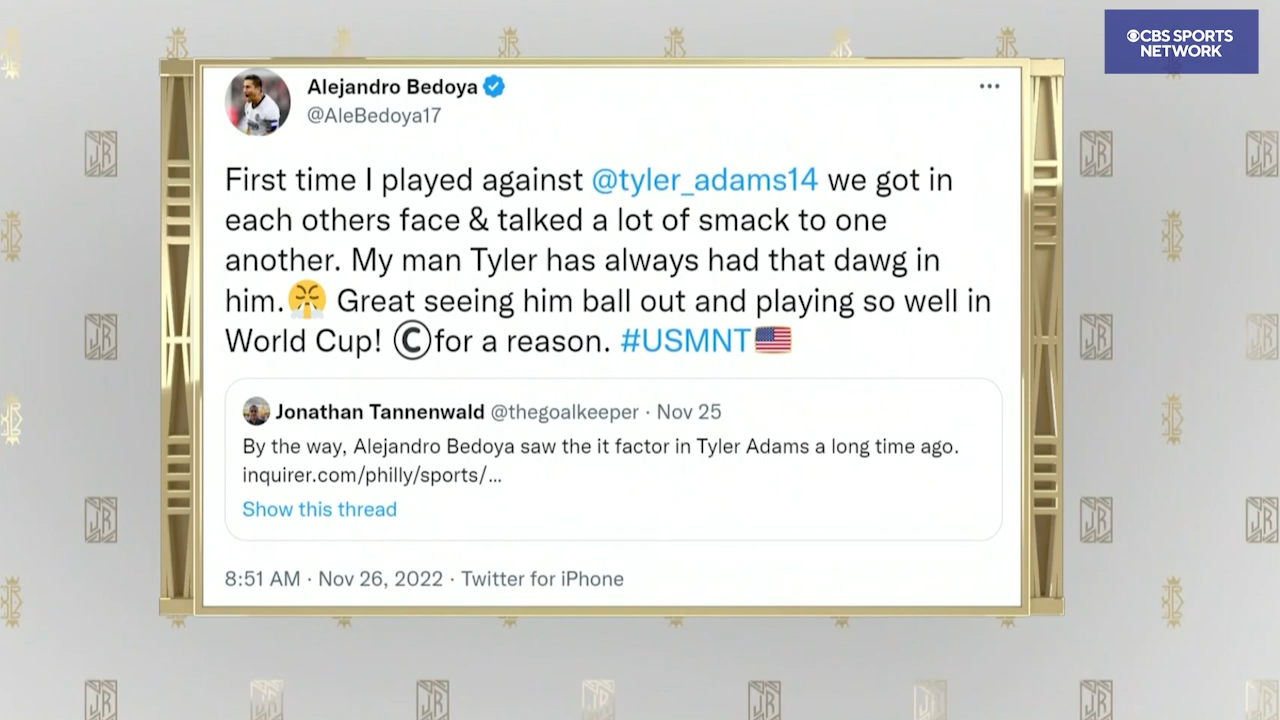 CBS SPORTS
NETWORK
Alejandro Bedoya
@AleBedoya17
First time I played against @tyler_adams14 we got in
each others face & talked a lot of smack to one
another. My man Tyler has always had that dawg in
him.😤 Great seeing him ball out and playing so well in
World Cup! ©️for a reason. #USMNT🇺🇸
Jonathan Tannenwald @thegoalkeeper · Nov 25
By the way, Alejandro Bedoya saw the it factor in Tyler Adams a long time ago.
inquirer.com/philly/sports/...
Show this thread
8:51 AM · Nov 26, 2022 · Twitter for iPhone